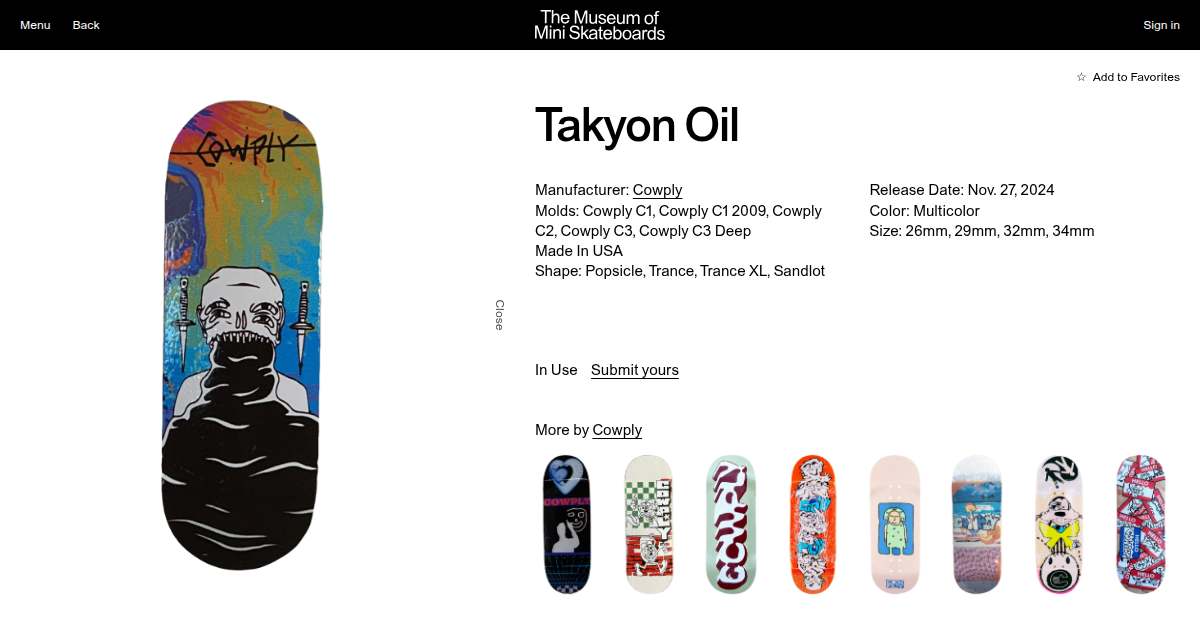 Menu
Back
The Museum of
Mini Skateboards
Sign in
☆ Add to Favorites
COWPLY
Takyon Oil
Manufacturer: Cowply
Molds: Cowply C1, Cowply C1 2009, Cowply
C2, Cowply C3, Cowply C3 Deep
Made In USA
Shape: Popsicle, Trance, Trance XL, Sandlot
Release Date: Nov. 27, 2024
Color: Multicolor
Size: 26mm, 29mm, 32mm, 34mm
Close
In Use
Submit yours
More by Cowply
COWPLY
HELLO
HELLO